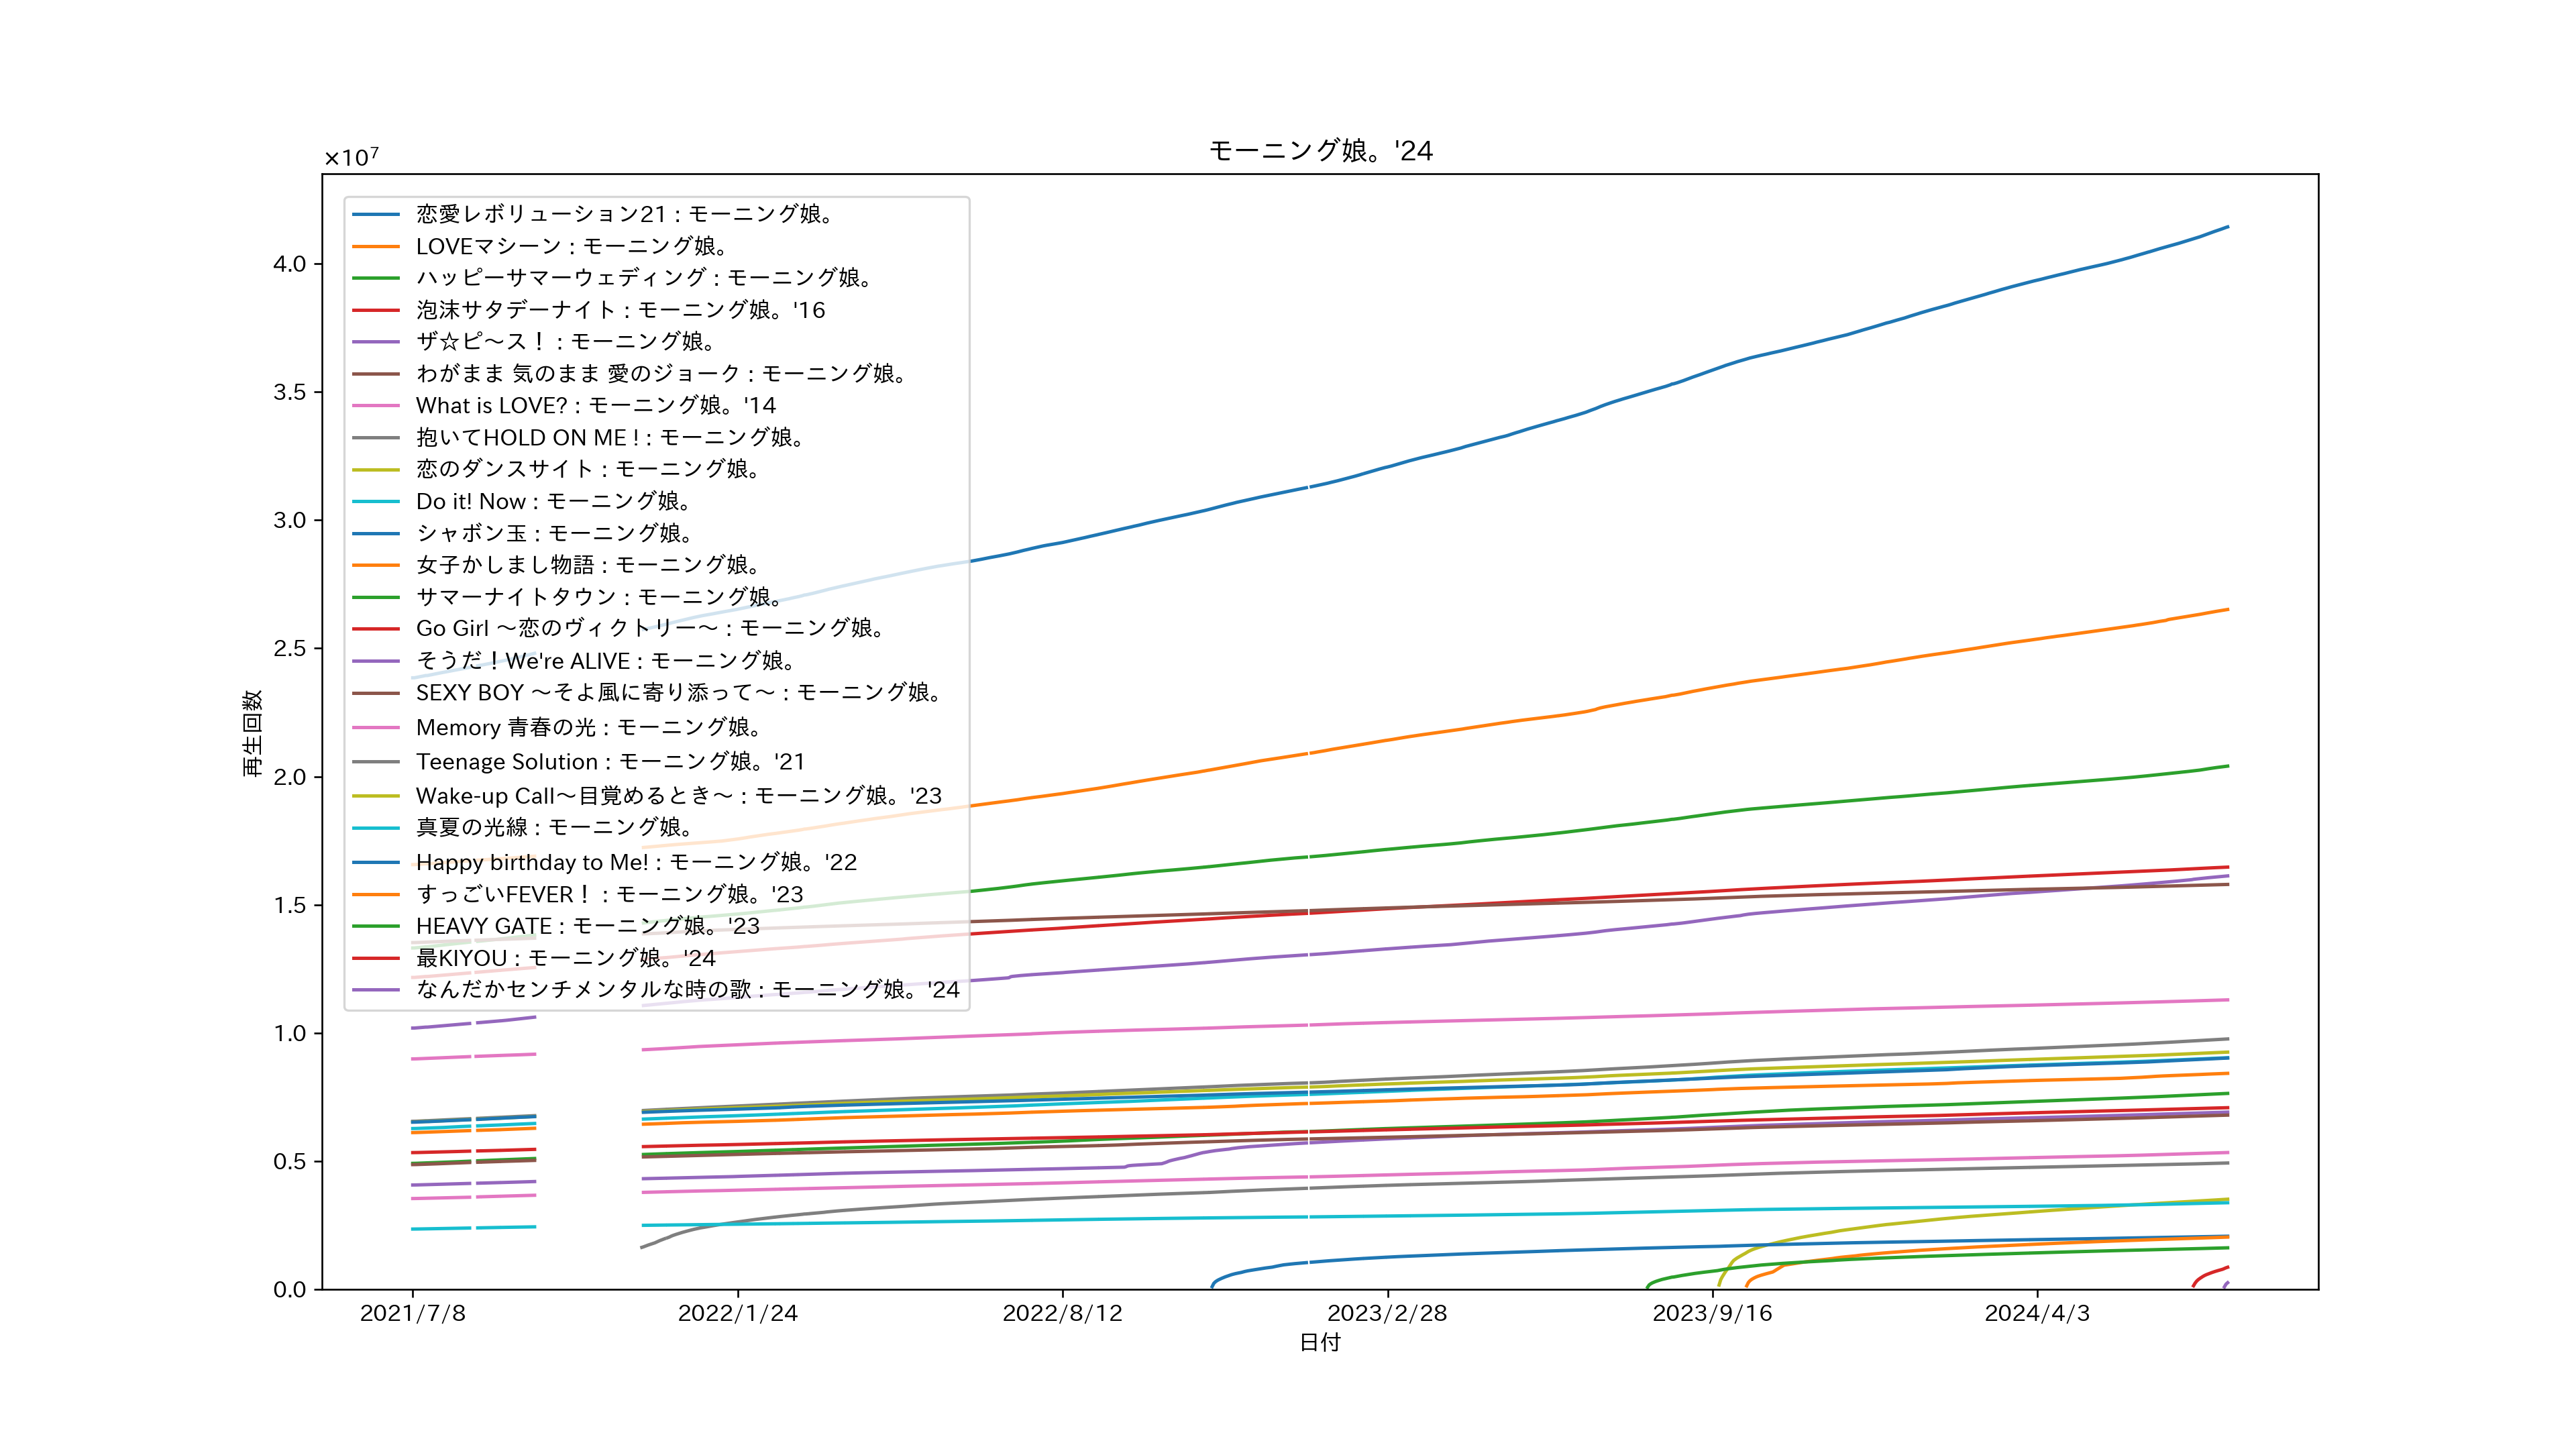 モーニング娘。'24
×10⁷
4.0
3.5
3.0
2.5
2.0
1.5
1.0
0.5
0.0
再生回数
恋愛レボリューション21 : モーニング娘。
LOVEマシーン : モーニング娘。
ハッピーサマーウェディング : モーニング娘。
泡沫サタデーナイト : モーニング娘。'16
ザ☆ピ〜ス！ : モーニング娘。
わがまま 気のまま 愛のジョーク : モーニング娘。
What is LOVE? : モーニング娘。'14
抱いてHOLD ON ME ! : モーニング娘。
恋のダンスサイト : モーニング娘。
Do it! Now : モーニング娘。
シャボン玉 : モーニング娘。
女子かしまし物語 : モーニング娘。
サマーナイトタウン : モーニング娘。
Go Girl 〜恋のヴィクトリー〜 : モーニング娘。
そうだ！We're ALIVE : モーニング娘。
SEXY BOY 〜そよ風に寄り添って〜 : モーニング娘。
Memory 青春の光 : モーニング娘。
Teenage Solution : モーニング娘。'21
Wake-up Call〜目覚めるとき〜 : モーニング娘。'23
真夏の光線 : モーニング娘。
Happy birthday to Me! : モーニング娘。'22
すっごいFEVER！ : モーニング娘。'23
HEAVY GATE : モーニング娘。'23
最KIYOU : モーニング娘。'24
なんだかセンチメンタルな時の歌 : モーニング娘。'24
2021/7/8
2022/1/24
2022/8/12
2023/2/28
2023/9/16
2024/4/3
日付